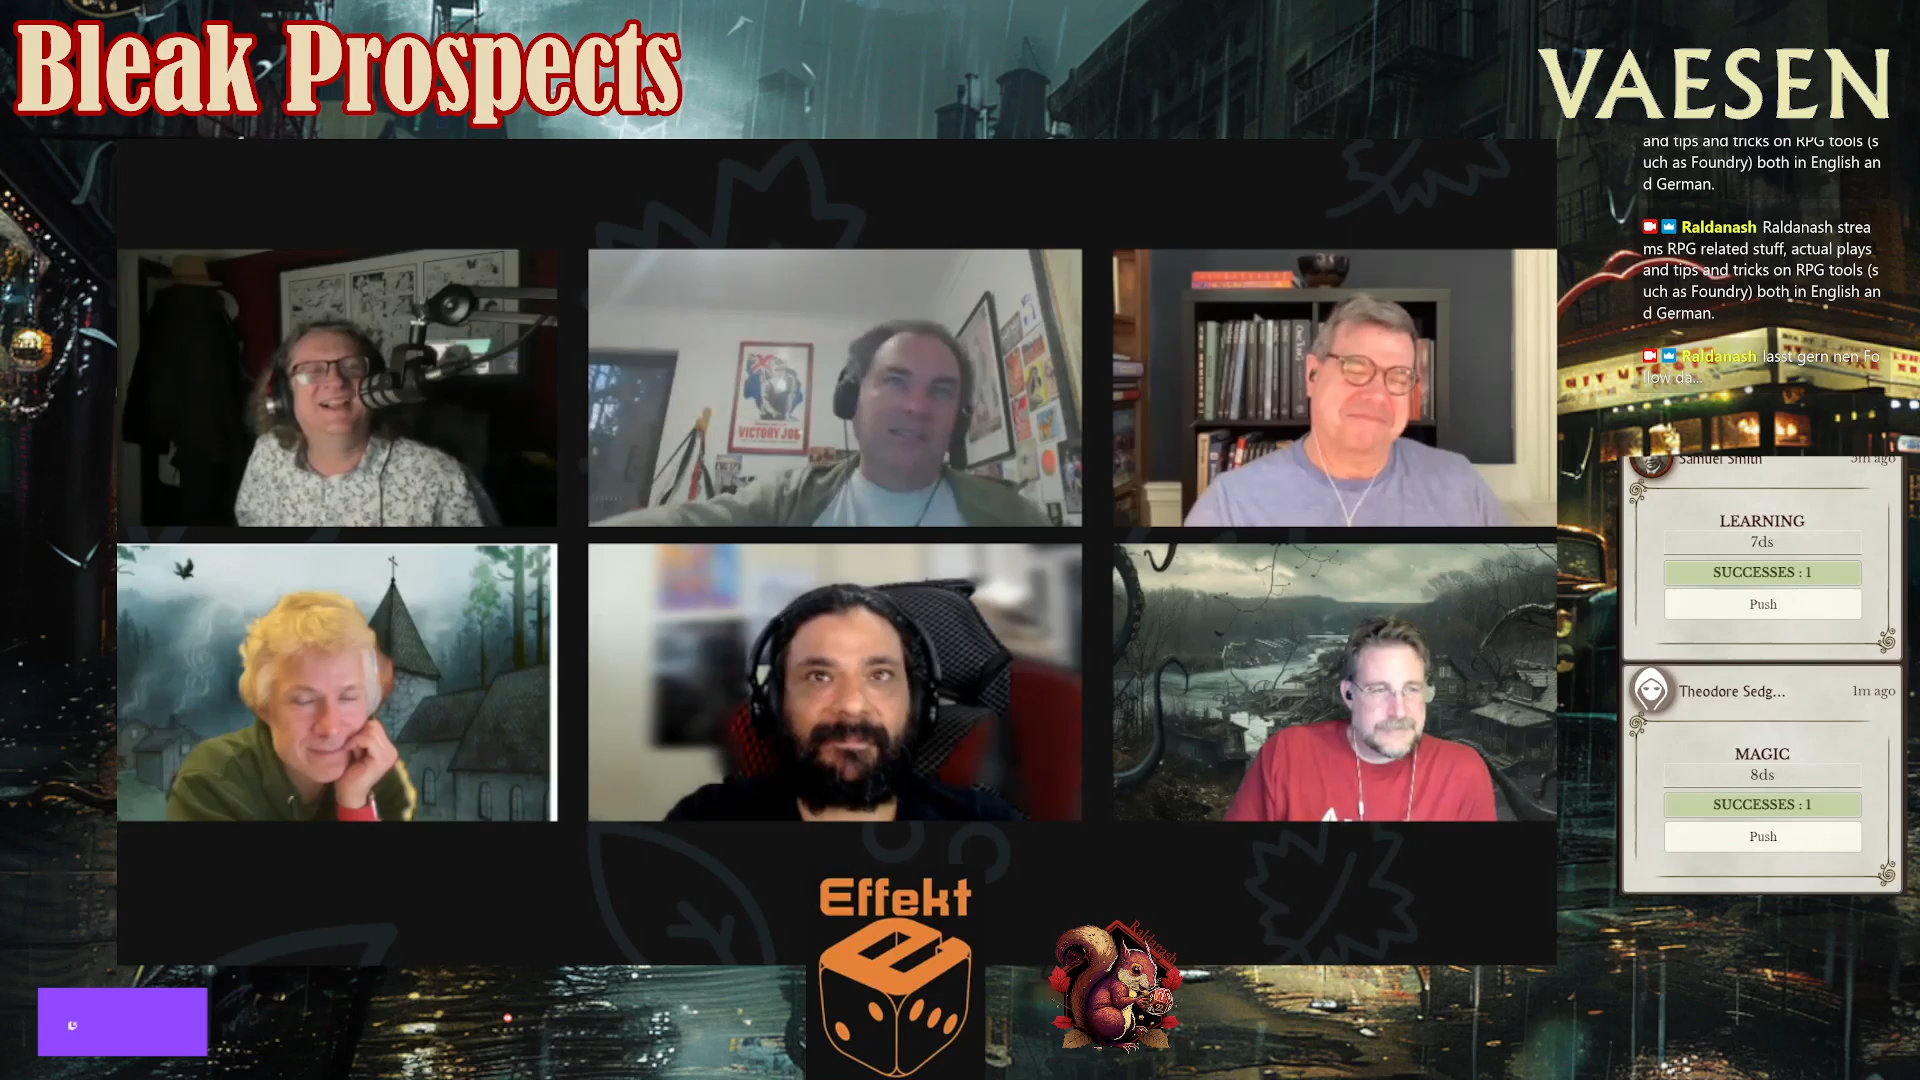 Bleak Prospects
VAESEN
and tips and tricks on RPG tools (s
uch as Foundry) both in English an
d German.
Raldanash Raldanash strea
ms RPG related stuff, actual plays
and tips and tricks on RPG tools (s
uch as Foundry) both in English an
d German.
Raldanash lasst gern nen Fo
llow da...
VICTORY JOB
Samuel Smith 5m ago
LEARNING
7ds
SUCCESSES : 1
Push
Theodore Sedg... 1m ago
MAGIC
8ds
SUCCESSES : 1
Push
Effekt
Raldanash